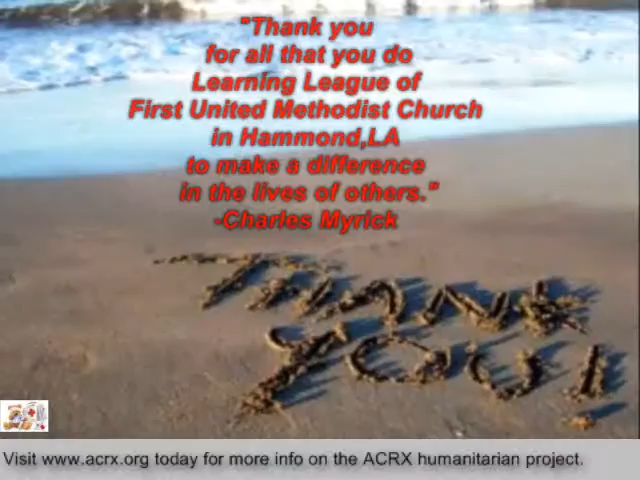 "Thank you
for all that you do
Learning League of
First United Methodist Church
in Hammond,LA
to make a difference
in the lives of others."
-Charles Myrick
THANK
YOU!
Visit www.acrx.org today for more info on the ACRX humanitarian project.